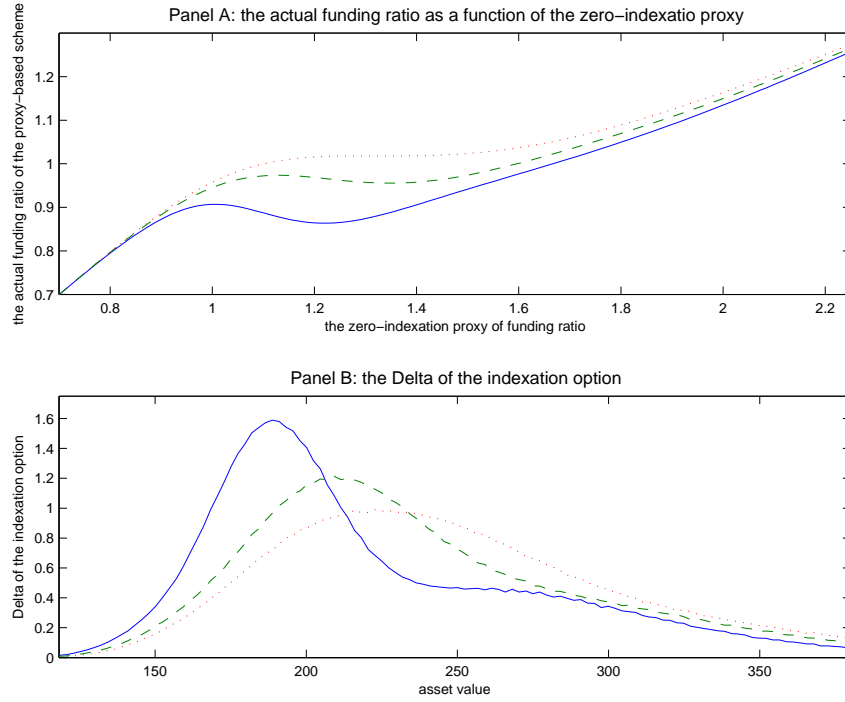 Panel A: the actual funding ratio as a function of the zero−indexatio proxy
the actual funding ratio of the proxy−based scheme
1.2
1.1
1
0.9
0.8
0.7
0.8 1 1.2 1.4 1.6 1.8 2 2.2
the zero−indexation proxy of funding ratio
Panel B: the Delta of the indexation option
Delta of the indexation option
1.6
1.4
1.2
1
0.8
0.6
0.4
0.2
0
150 200 250 300 350
asset value